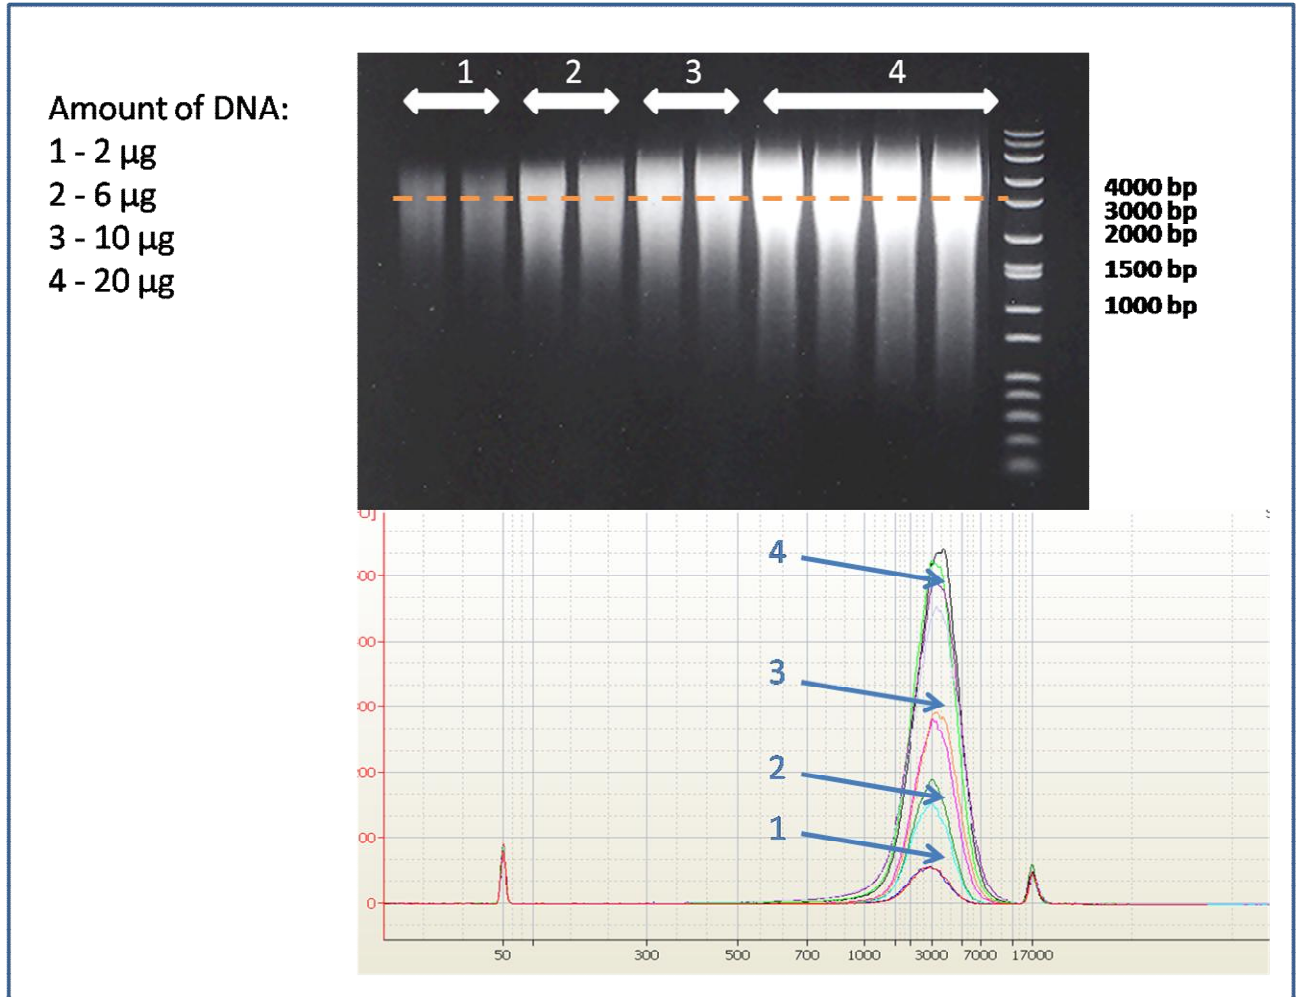 1 2 3 4
Amount of DNA:
1 - 2 µg
2 - 6 µg
3 - 10 µg
4 - 20 µg
4000 bp
3000 bp
2000 bp
1500 bp
1000 bp
4
3
2
1
0
50 300 500 700 1000 3000 7000 17000